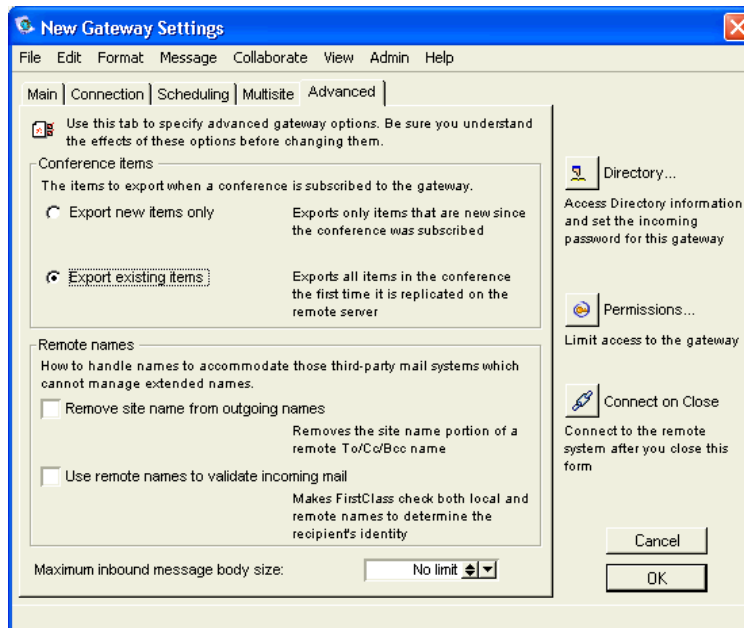 New Gateway Settings
File Edit Format Message Collaborate View Admin Help
Main Connection Scheduling Multisite Advanced
Use this tab to specify advanced gateway options. Be sure you understand
the effects of these options before changing them.
Conference items
The items to export when a conference is subscribed to the gateway.
Export new items only
Exports only items that are new since
the conference was subscribed
Export existing items
Exports all items in the conference
the first time it is replicated on the
remote server
Remote names
How to handle names to accommodate those third-party mail systems which
cannot manage extended names.
Remove site name from outgoing names
Removes the site name portion of a
remote To/Cc/Bcc name
Use remote names to validate incoming mail
Makes FirstClass check both local and
remote names to determine the
recipient's identity
Maximum inbound message body size: No limit
Directory...
Access Directory information
and set the incoming
password for this gateway
Permissions...
Limit access to the gateway
Connect on Close
Connect to the remote
system after you close this
form
Cancel
OK